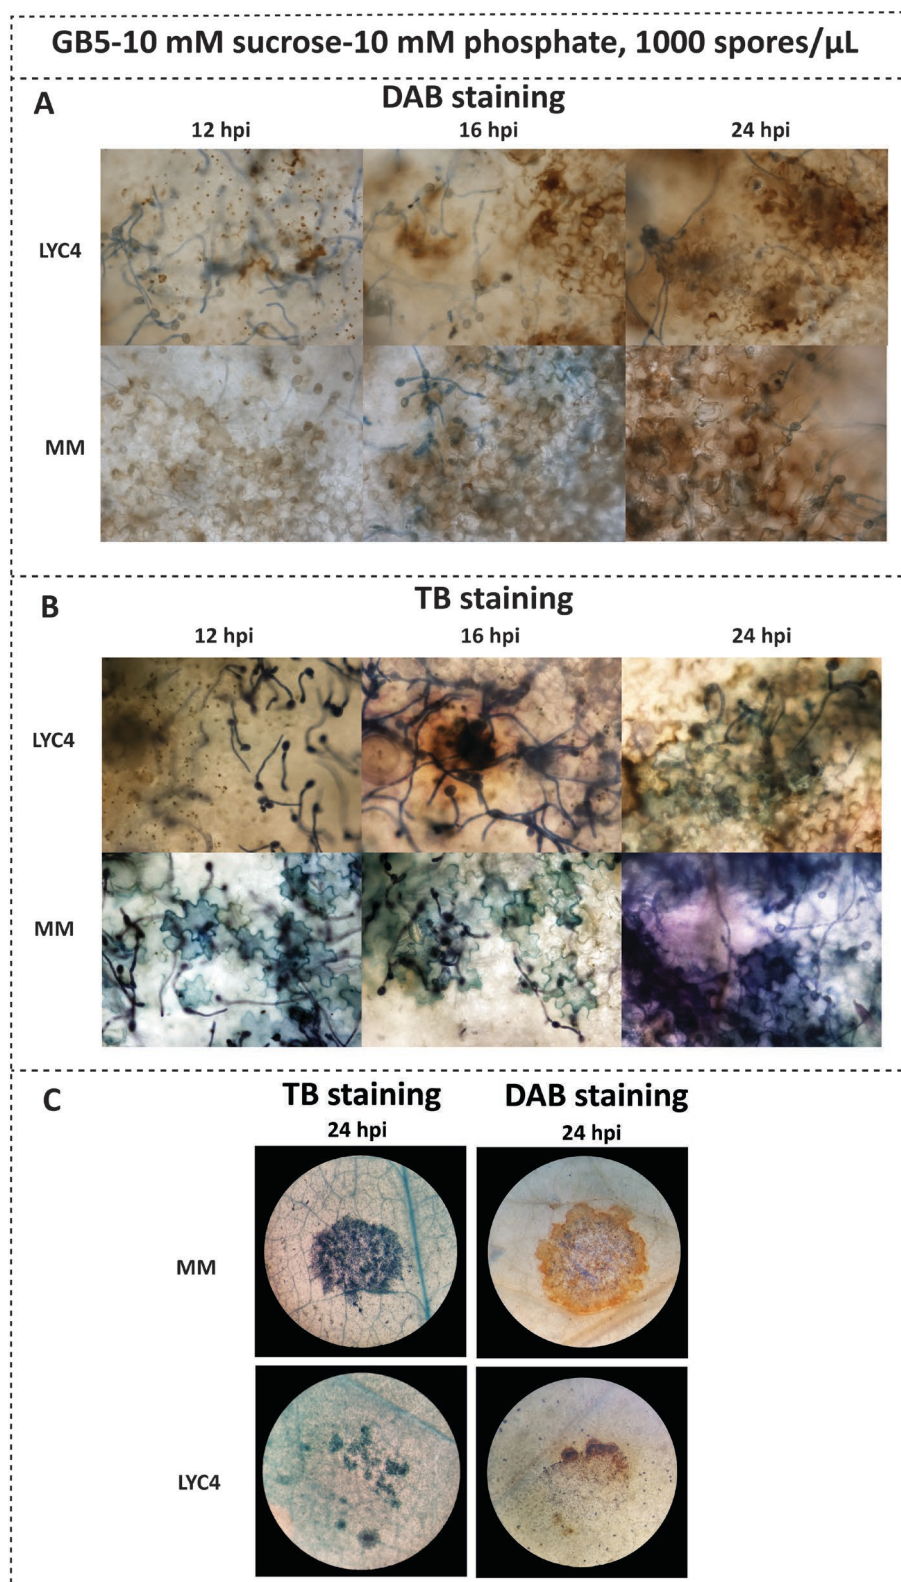 GB5-10 mM sucrose-10 mM phosphate, 1000 spores/µL
A
DAB staining
12 hpi 16 hpi 24 hpi
LYC4
MM
B
TB staining
12 hpi 16 hpi 24 hpi
LYC4
MM
C
TB staining DAB staining
24 hpi 24 hpi
MM
LYC4